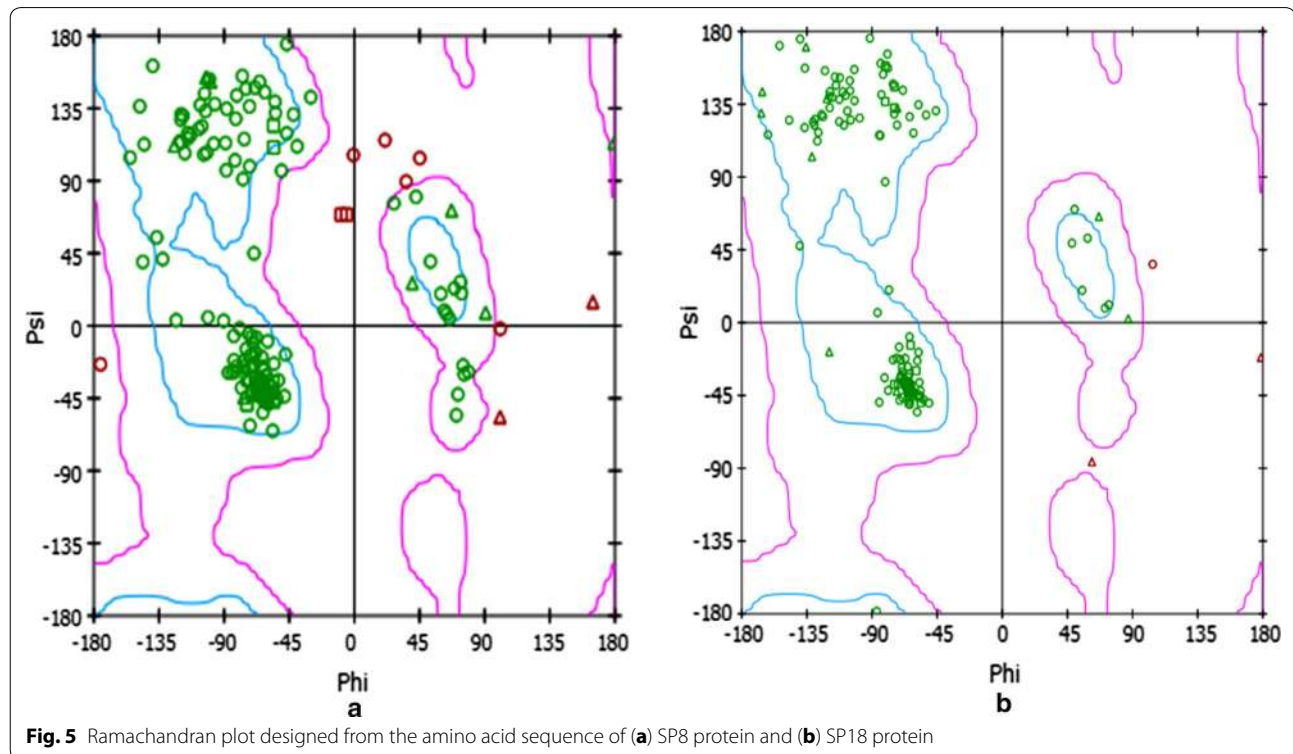 180
135
90
45
0
-45
-90
-135
-180
Psi
-180 -135 -90 -45 0 45 90 135 180
Phi
a
180
135
90
45
0
-45
-90
-135
-180
Psi
-180 -135 -90 -45 0 45 90 135 180
Phi
b
Fig. 5 Ramachandran plot designed from the amino acid sequence of (a) SP8 protein and (b) SP18 protein